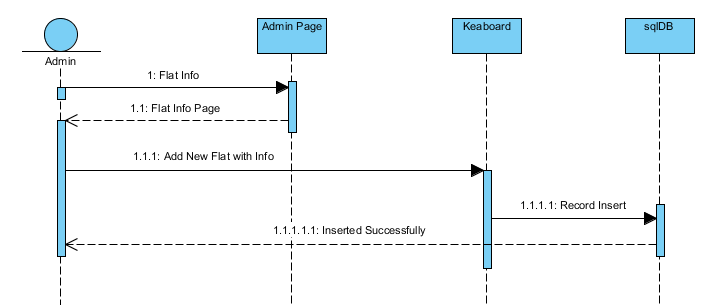 Admin
Admin Page
Keaboard
sqlDB
1: Flat Info
1.1: Flat Info Page
1.1.1: Add New Flat with Info
1.1.1.1: Record Insert
1.1.1.1.1: Inserted Successfully